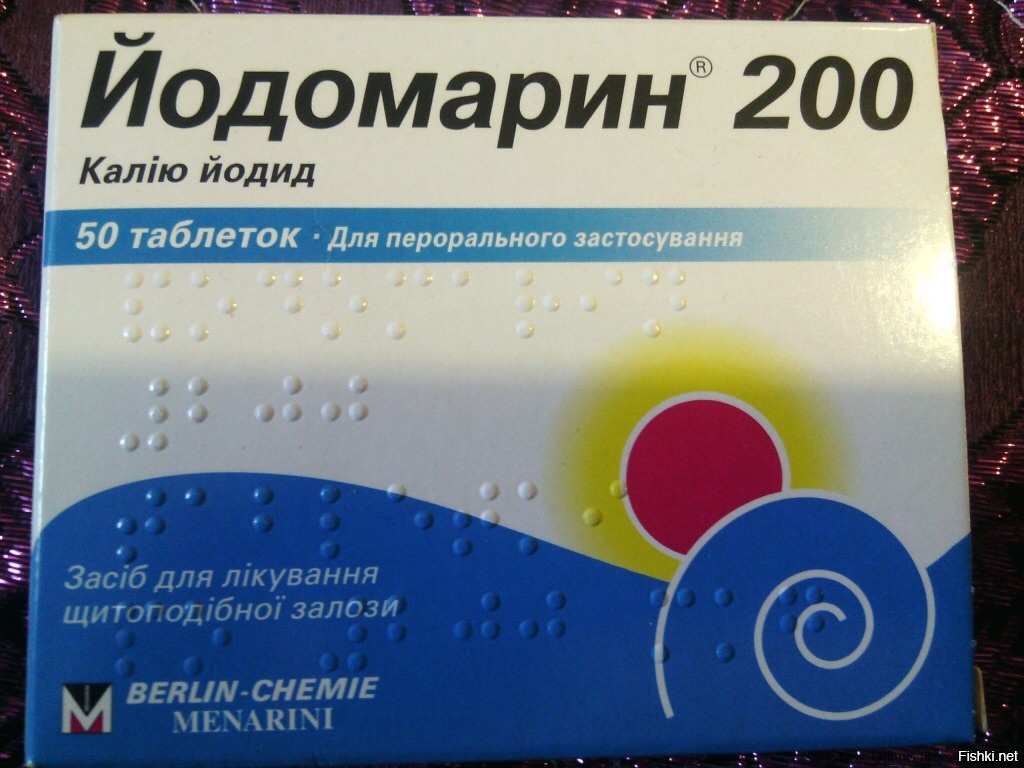 Йодомарин® 200
Калію йодид
50 таблеток · Для перорального застосування
Засіб для лікування
щитоподібної залози
BERLIN-CHEMIE
MENARINI
Fishki.net